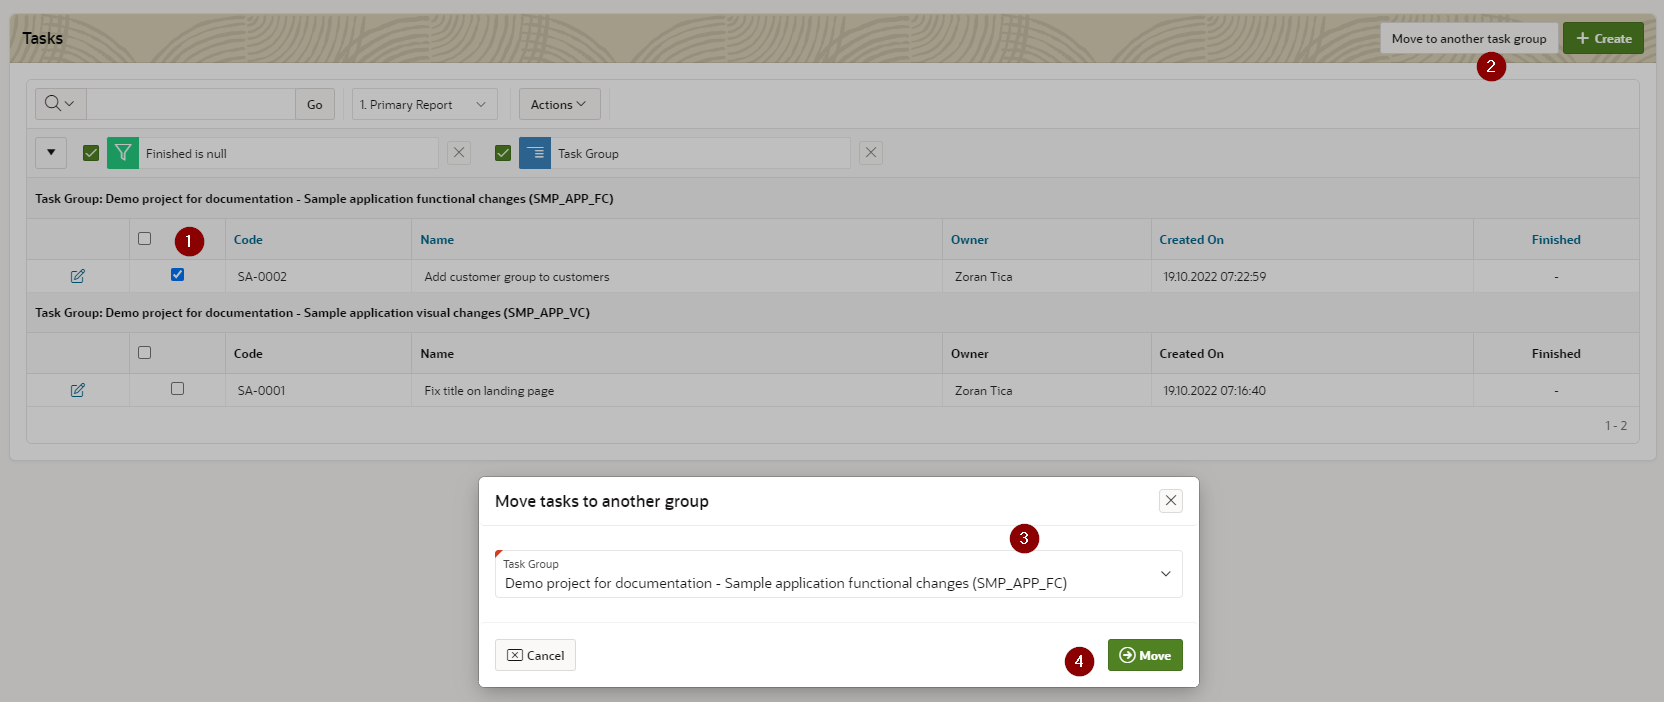 Tasks
Move to another task group
Create
2
Go
1. Primary Report
Actions
Finished is null
Task Group
Task Group: Demo project for documentation - Sample application functional changes (SMP_APP_FC)
1
Code
Name
Owner
Created On
Finished
SA-0002
Add customer group to customers
Zoran Tica
19.10.2022 07:22:59
-
Task Group: Demo project for documentation - Sample application visual changes (SMP_APP_VC)
Code
Name
Owner
Created On
Finished
SA-0001
Fix title on landing page
Zoran Tica
19.10.2022 07:16:40
-
1 - 2
Move tasks to another group
3
Task Group
Demo project for documentation - Sample application functional changes (SMP_APP_FC)
Cancel
4
Move